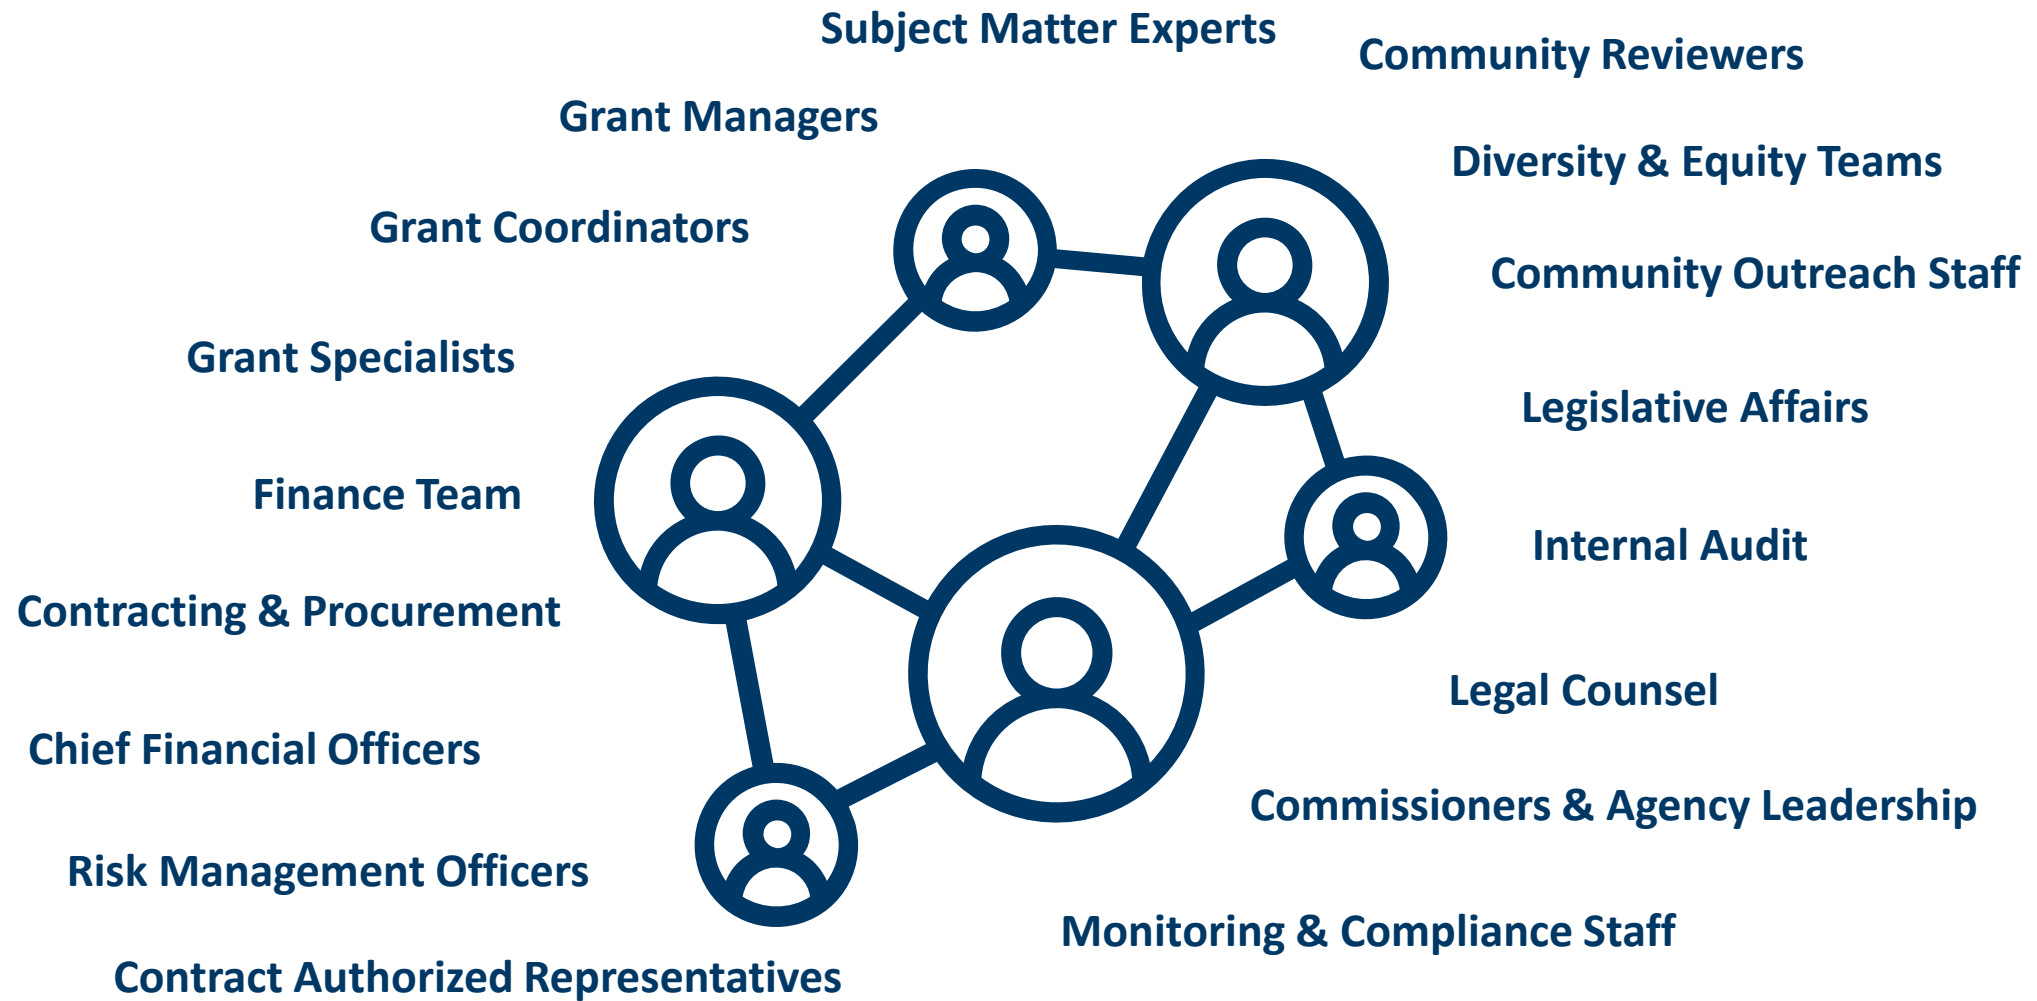 Subject Matter Experts
Community Reviewers
Grant Managers
Diversity & Equity Teams
Grant Coordinators
Community Outreach Staff
Grant Specialists
Legislative Affairs
Finance Team
Internal Audit
Contracting & Procurement
Legal Counsel
Chief Financial Officers
Commissioners & Agency Leadership
Risk Management Officers
Monitoring & Compliance Staff
Contract Authorized Representatives